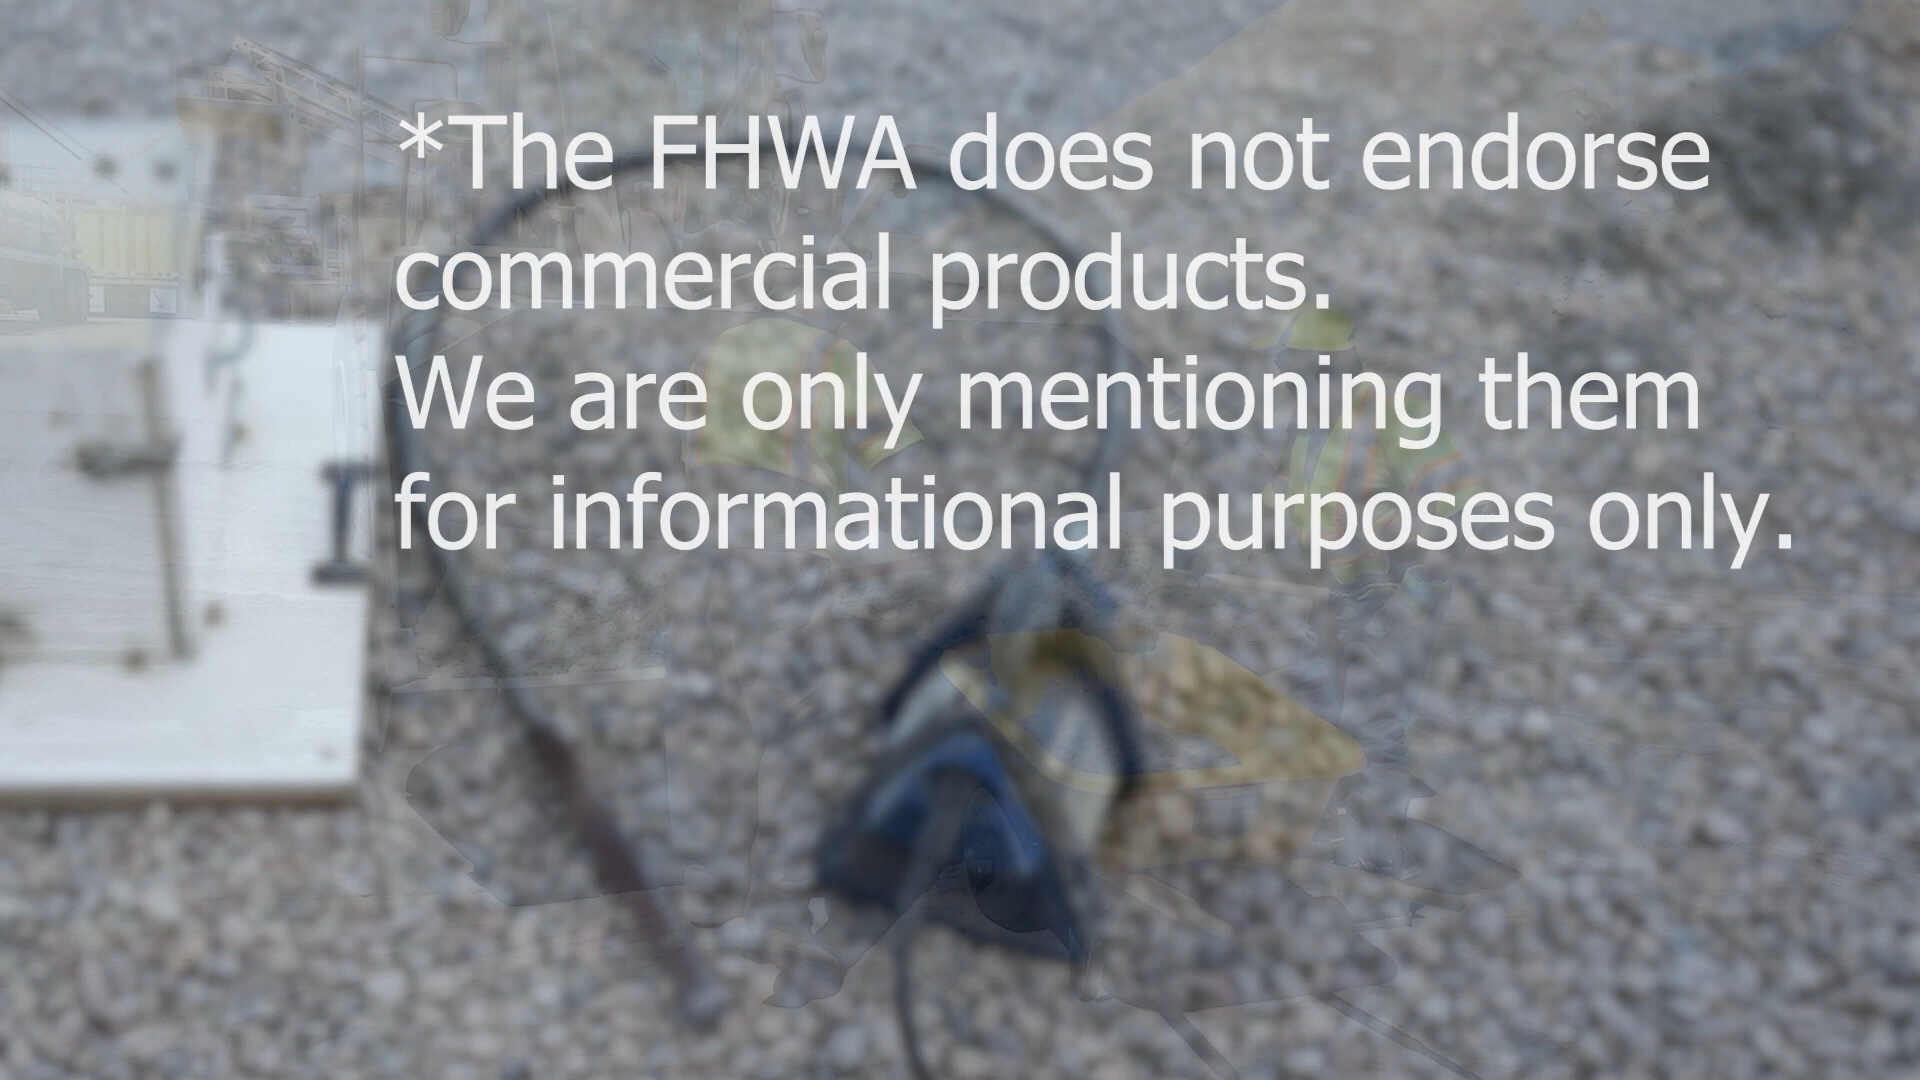 *The FHWA does not endorse
commercial products.
We are only mentioning them
for informational purposes only.